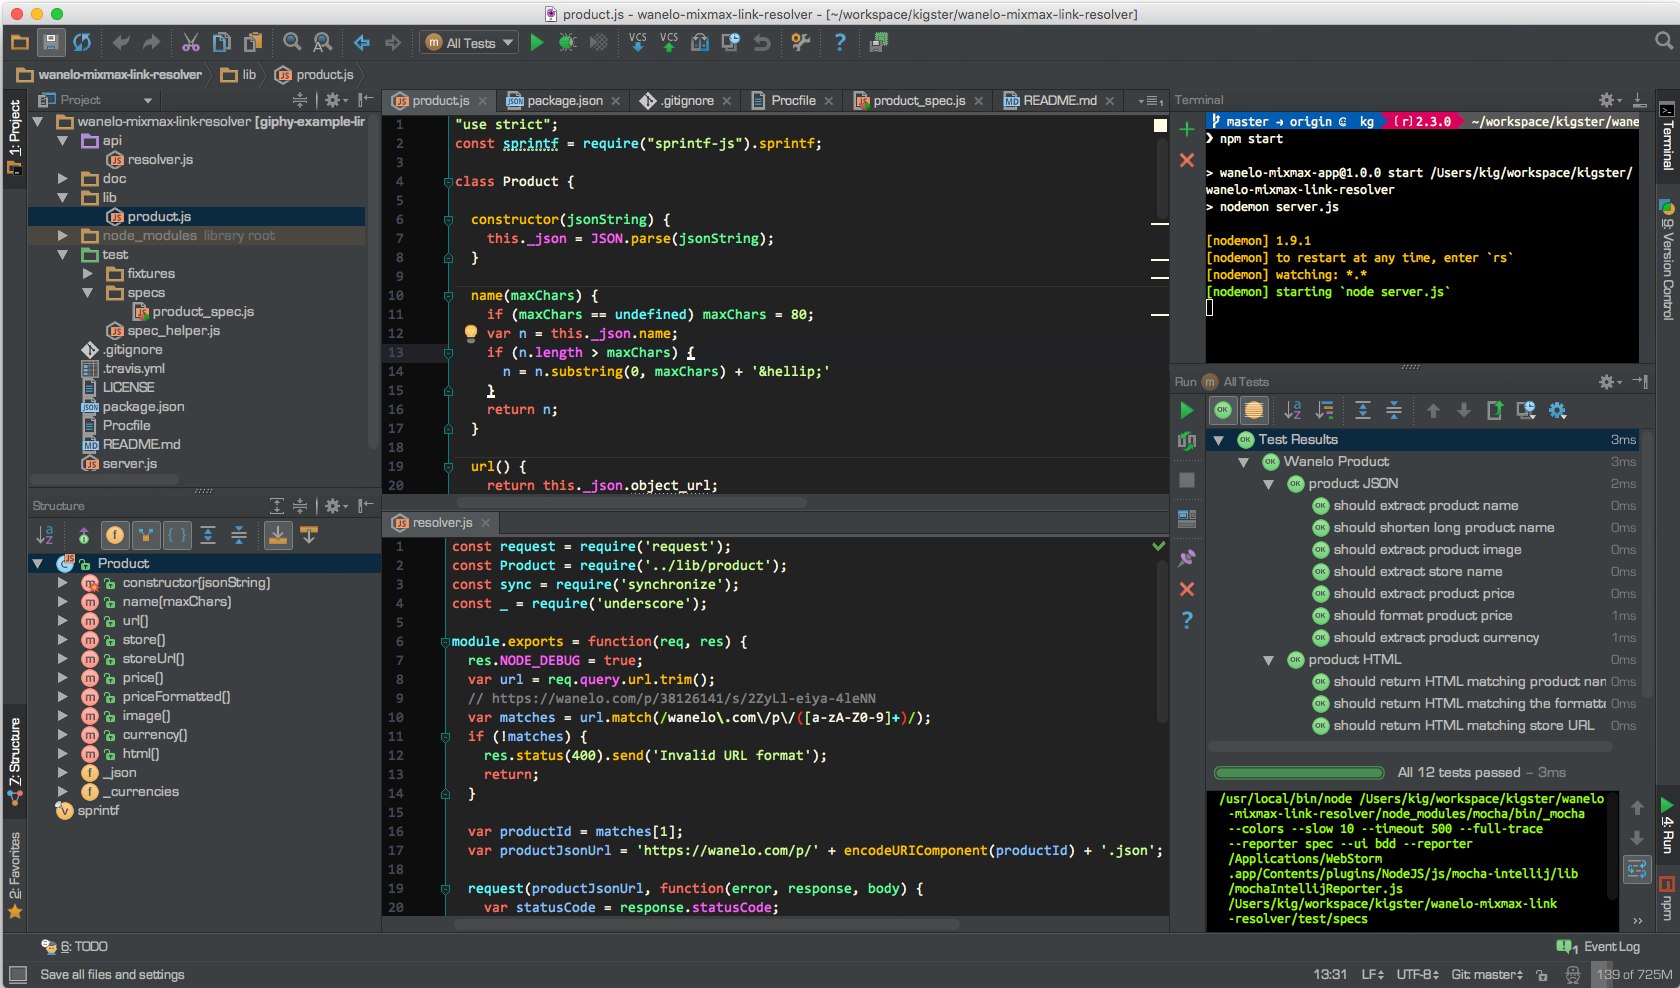 product.js - wanelo-mixmax-link-resolver - [~/workspace/kigster/wanelo-mixmax-link-resolver]
All Tests
VCS
VCS
wanelo-mixmax-link-resolver
lib
product.js
1: Project
Project
wanelo-mixmax-link-resolver [giphy-example-lir
api
resolver.js
doc
lib
product.js
node_modules library root
test
fixtures
specs
product_spec.js
spec_helper.js
.gitignore
.travis.yml
LICENSE
package.json
Procfile
README.md
server.js
Structure
Product
constructor(jsonString)
name(maxChars)
url()
store()
storeUrl()
price()
priceFormatted()
image()
currency()
html()
_json
_currencies
sprintf
7: Structure
2: Favorites
product.js
package.json
.gitignore
Procfile
product_spec.js
README.md
1 "use strict";
2 const sprintf = require("sprintf-js").sprintf;
3
4 class Product {
5
6 constructor(jsonString) {
7 this._json = JSON.parse(jsonString);
8 }
9
10 name(maxChars) {
11 if (maxChars == undefined) maxChars = 80;
12 var n = this._json.name;
13 if (n.length > maxChars) {
14 n = n.substring(0, maxChars) + '&hellip;'
15 }
16 return n;
17 }
18
19 url() {
20 return this._json.object_url;
resolver.js
1 const request = require('request');
2 const Product = require('../lib/product');
3 const sync = require('synchronize');
4 const _ = require('underscore');
5
6 module.exports = function(req, res) {
7 res.NODE_DEBUG = true;
8 var url = req.query.url.trim();
9 // https://wanelo.com/p/38126141/s/2ZyLl-eiya-4leNN
10 var matches = url.match(/wanelo\.com\/p\/([a-zA-Z0-9]+)/);
11 if (!matches) {
12 res.status(400).send('Invalid URL format');
13 return;
14 }
15
16 var productId = matches[1];
17 var productJsonUrl = 'https://wanelo.com/p/' + encodeURIComponent(productId) + '.json';
18
19 request(productJsonUrl, function(error, response, body) {
20 var statusCode = response.statusCode;
Terminal
master → origin kg [r]2.3.0 ~/workspace/kigster/wane
❯ npm start
> wanelo-mixmax-app@1.0.0 start /Users/kig/workspace/kigster/
wanelo-mixmax-link-resolver
> nodemon server.js
[nodemon] 1.9.1
[nodemon] to restart at any time, enter `rs`
[nodemon] watching: *.*
[nodemon] starting `node server.js`
Run All Tests
Test Results 3ms
Wanelo Product 3ms
product JSON 2ms
should extract product name 0ms
should shorten long product name 0ms
should extract product image 0ms
should extract store name 0ms
should extract product price 0ms
should format product price 1ms
should extract product currency 1ms
product HTML 0ms
should return HTML matching product nan 0ms
should return HTML matching the formatte 0ms
should return HTML matching store URL 0ms
All 12 tests passed – 3ms
/usr/local/bin/node /Users/kig/workspace/kigster/wanelo
-mixmax-link-resolver/node_modules/mocha/bin/_mocha
--colors --slow 10 --timeout 500 --full-trace
--reporter spec --ui bdd --reporter
/Applications/WebStorm
.app/Contents/plugins/NodeJS/js/mocha-intellij/lib
/mochaIntellijReporter.js
/Users/kig/workspace/kigster/wanelo-mixmax-link
-resolver/test/specs
Terminal
9: Version Control
4: Run
npm
6: TODO
1 Event Log
Save all files and settings
13:31 LF UTF-8 Git: master 139 of 725M